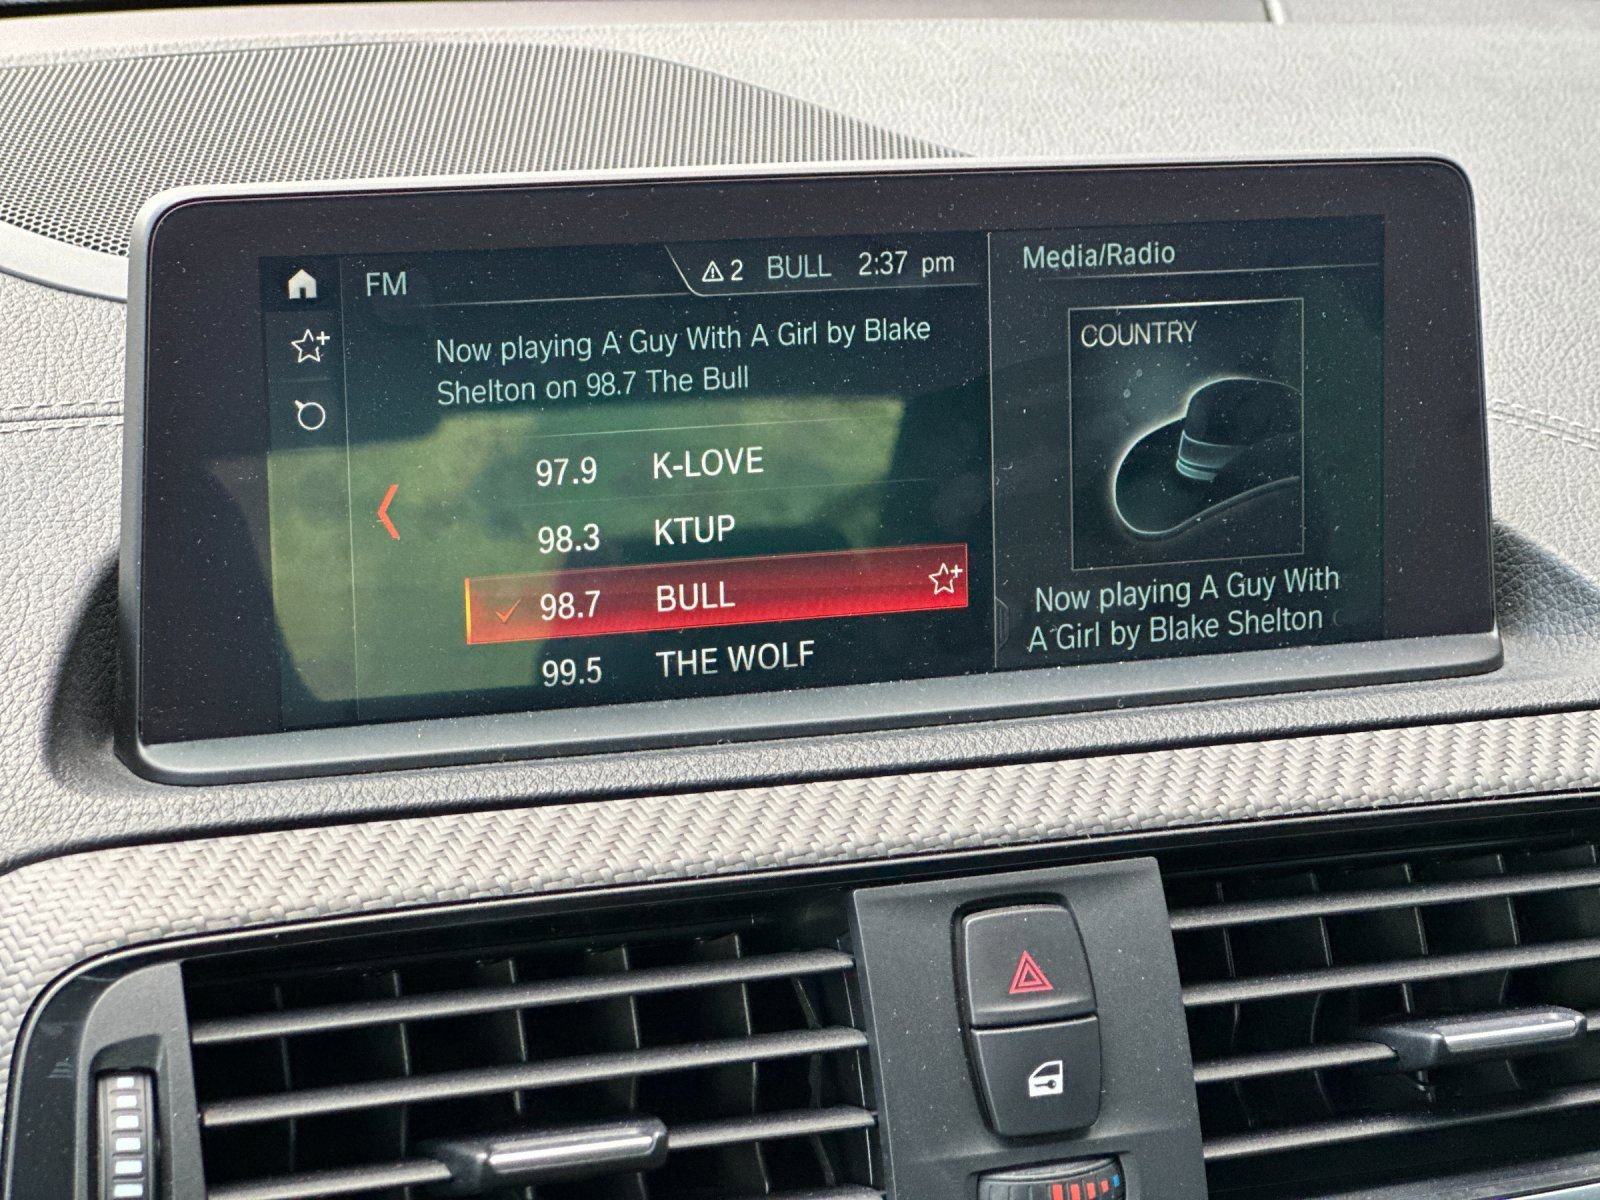 FM
2 BULL 2:37 pm
Now playing A Guy With A Girl by Blake
Shelton on 98.7 The Bull
97.9 K-LOVE
98.3 KTUP
98.7 BULL
99.5 THE WOLF
Media/Radio
COUNTRY
Now playing A Guy With
A Girl by Blake Shelton